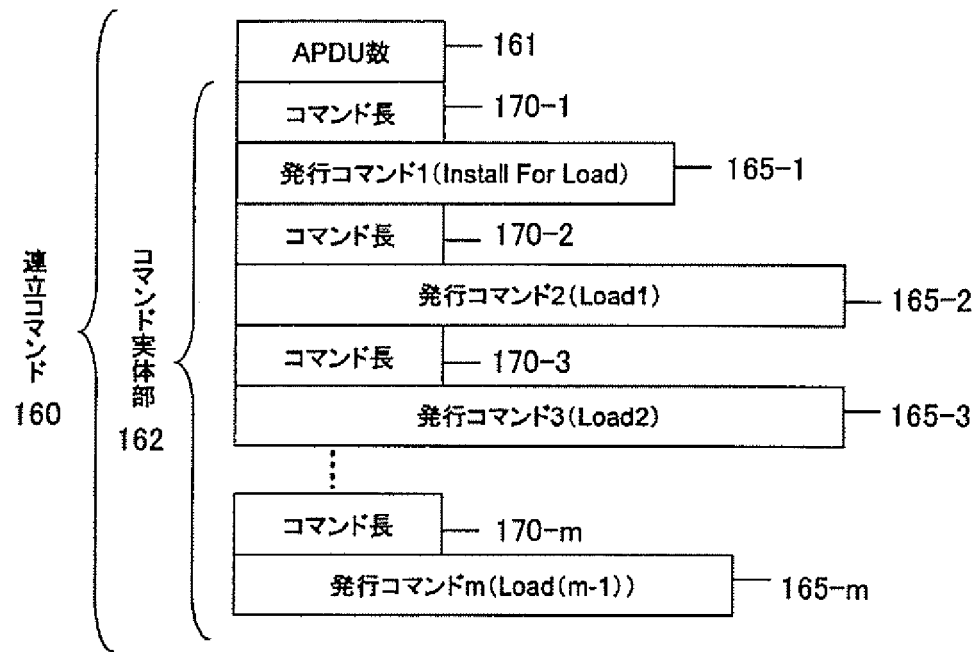 APDU数
161
コマンド長
170-1
発行コマンド1(Install For Load)
165-1
コマンド長
170-2
発行コマンド2(Load1)
165-2
コマンド長
170-3
発行コマンド3(Load2)
165-3
コマンド長
170-m
発行コマンドm(Load(m-1))
165-m
コマンド実体部
162
連立コマンド
160